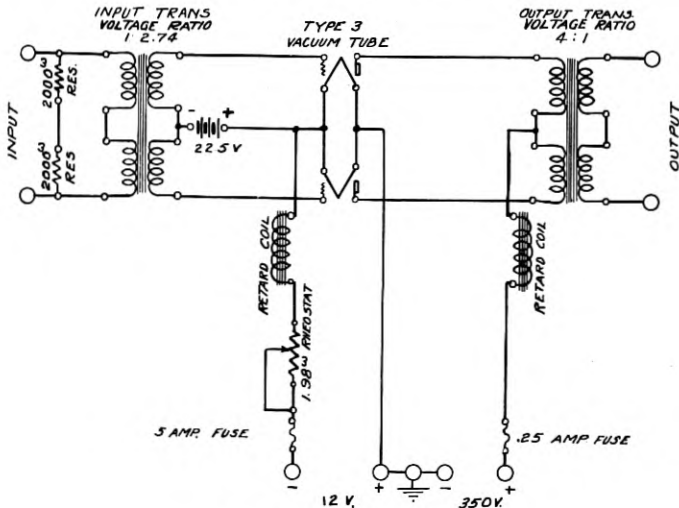 INPUT TRANS
VOLTAGE RATIO
1:2.74
TYPE 3
VACUUM TUBE
OUTPUT TRANS.
VOLTAGE RATIO
4:1
INPUT
2000ω
RES.
2000ω
RES.
- +
22.5 V
OUTPUT
RETARD COIL
RETARD COIL
1.98ω RHEOSTAT
5 AMP. FUSE
.25 AMP FUSE
- + - +
12 V.
350V.